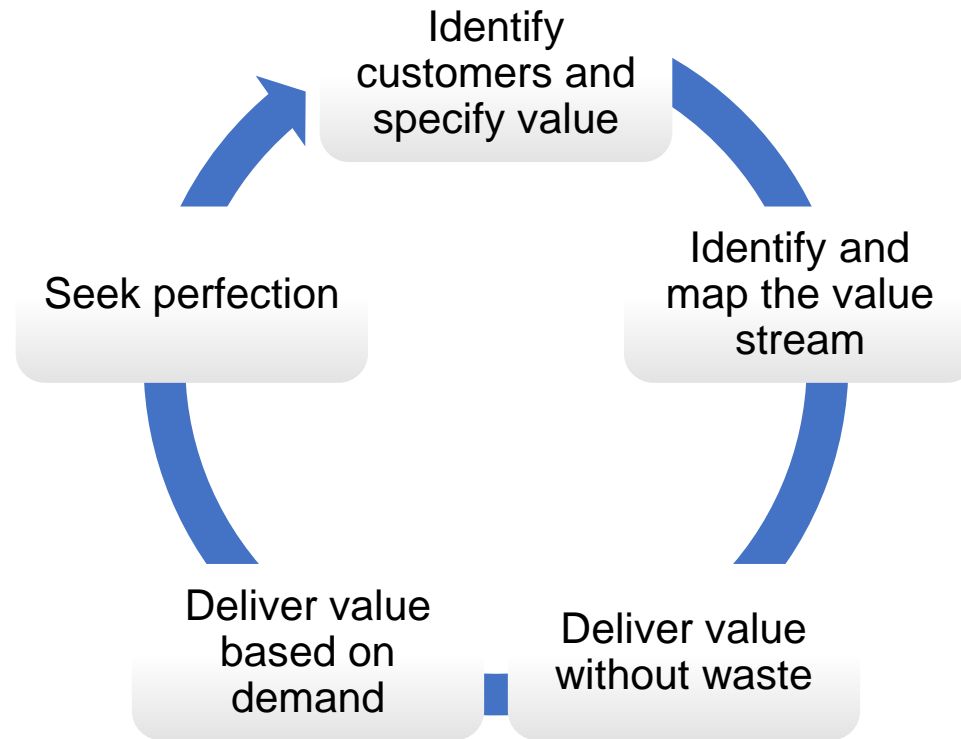 Identify
customers and
specify value
Identify and
map the value
stream
Deliver value
without waste
Deliver value
based on
demand
Seek perfection